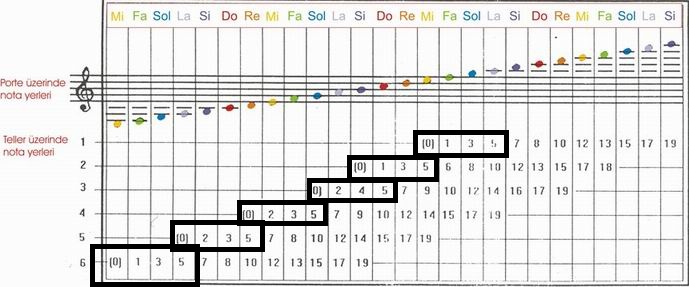 Mi Fa Sol La Si Do Re Mi Fa Sol La Si Do Re Mi Fa Sol La Si Do Re Mi Fa Sol La Si
Porte üzerinde
nota yerleri
Teller üzerinde
nota yerleri
1 (0) 1 3 5 7 8 10 12 13 15 17 19
2 (0) 1 3 5 6 8 10 12 13 15 17 18
3 (0) 2 4 5 7 9 10 12 14 16 17 19
4 (0) 2 3 5 7 9 10 12 14 15 17 19
5 (0) 2 3 5 7 8 10 12 14 15 17 19
6 (0) 1 3 5 7 8 10 12 13 15 17 19